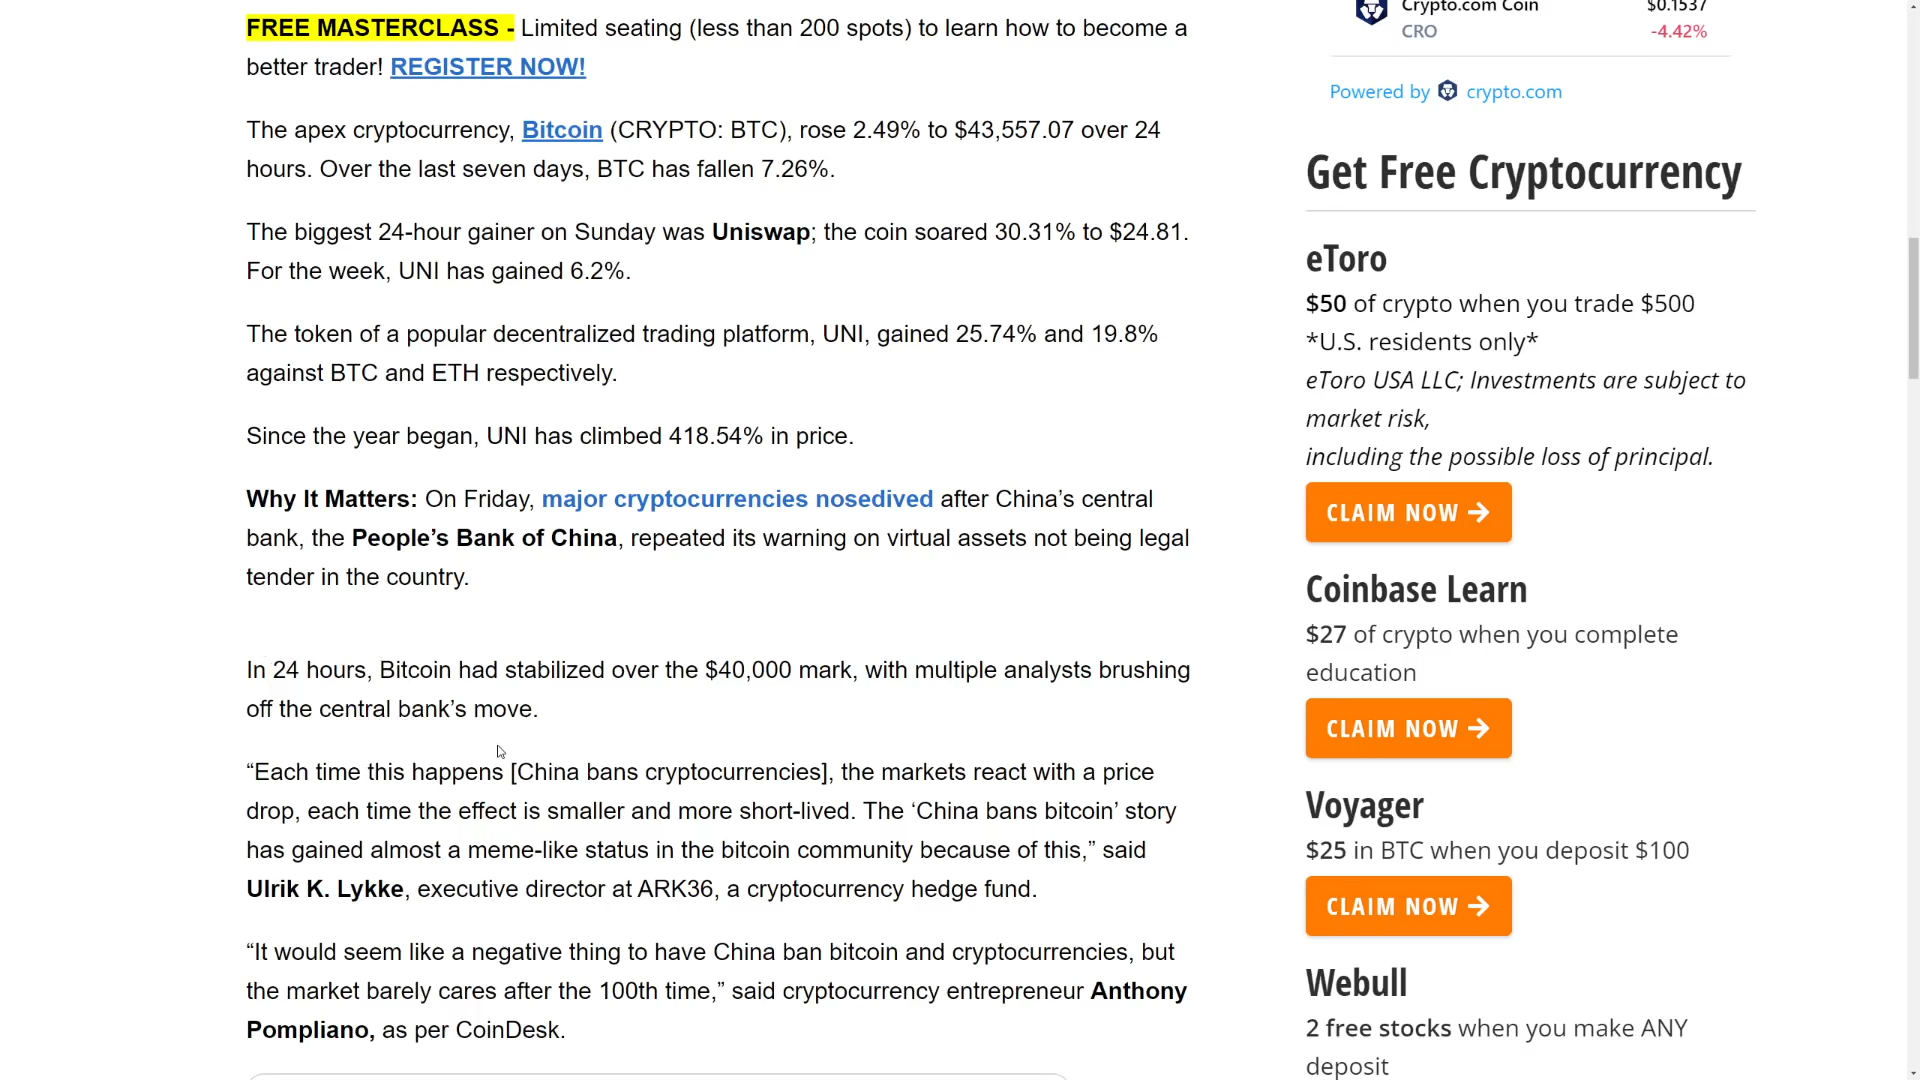 FREE MASTERCLASS - Limited seating (less than 200 spots) to learn how to become a
better trader! REGISTER NOW!
The apex cryptocurrency, Bitcoin (CRYPTO: BTC), rose 2.49% to $43,557.07 over 24
hours. Over the last seven days, BTC has fallen 7.26%.
The biggest 24-hour gainer on Sunday was Uniswap; the coin soared 30.31% to $24.81.
For the week, UNI has gained 6.2%.
The token of a popular decentralized trading platform, UNI, gained 25.74% and 19.8%
against BTC and ETH respectively.
Since the year began, UNI has climbed 418.54% in price.
Why It Matters: On Friday, major cryptocurrencies nosedived after China’s central
bank, the People’s Bank of China, repeated its warning on virtual assets not being legal
tender in the country.
In 24 hours, Bitcoin had stabilized over the $40,000 mark, with multiple analysts brushing
off the central bank’s move.
“Each time this happens [China bans cryptocurrencies], the markets react with a price
drop, each time the effect is smaller and more short-lived. The ‘China bans bitcoin’ story
has gained almost a meme-like status in the bitcoin community because of this,” said
Ulrik K. Lykke, executive director at ARK36, a cryptocurrency hedge fund.
“It would seem like a negative thing to have China ban bitcoin and cryptocurrencies, but
the market barely cares after the 100th time,” said cryptocurrency entrepreneur Anthony
Pompliano, as per CoinDesk.
Crypto.com Coin $0.1537
CRO -4.42%
Powered by crypto.com
Get Free Cryptocurrency
eToro
$50 of crypto when you trade $500
*U.S. residents only*
eToro USA LLC; Investments are subject to
market risk,
including the possible loss of principal.
CLAIM NOW →
Coinbase Learn
$27 of crypto when you complete
education
CLAIM NOW →
Voyager
$25 in BTC when you deposit $100
CLAIM NOW →
Webull
2 free stocks when you make ANY
deposit